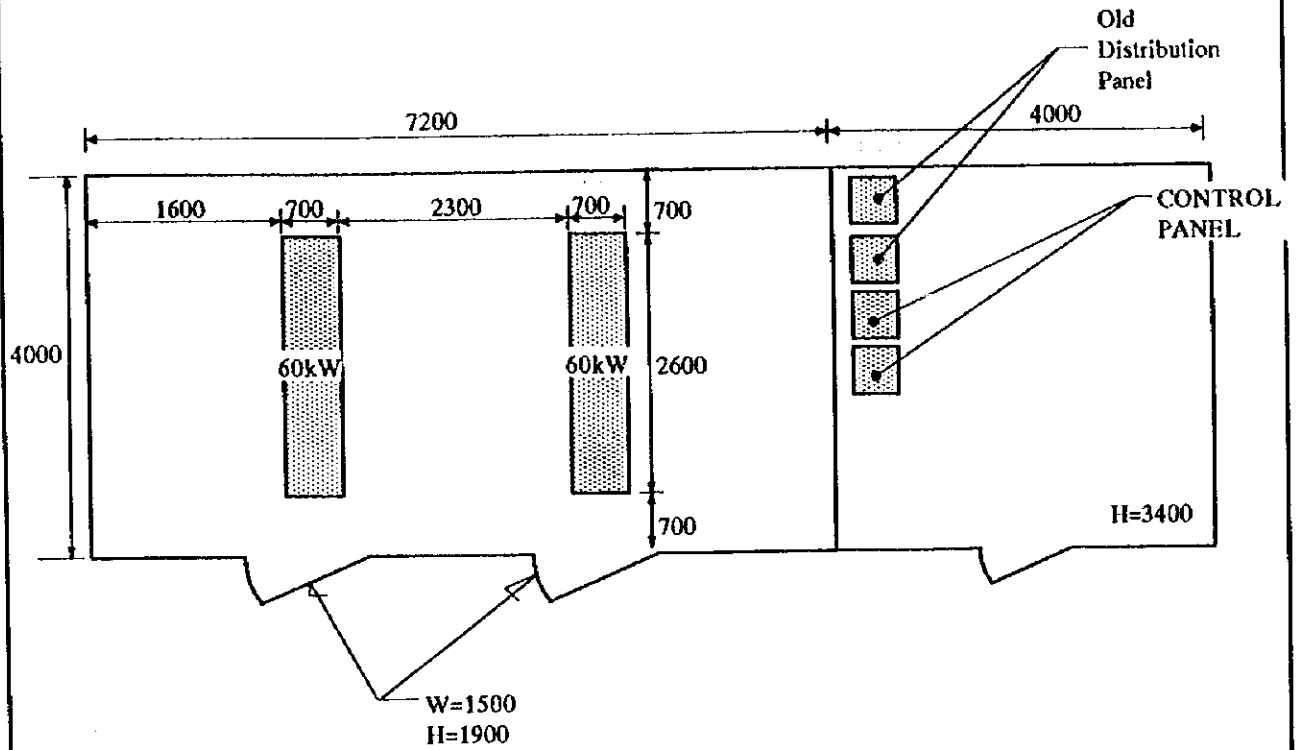 Old
Distribution
Panel
7200
4000
1600
700
2300
700
700
CONTROL
PANEL
4000
60kW
60kW
2600
H=3400
700
W=1500
H=1900